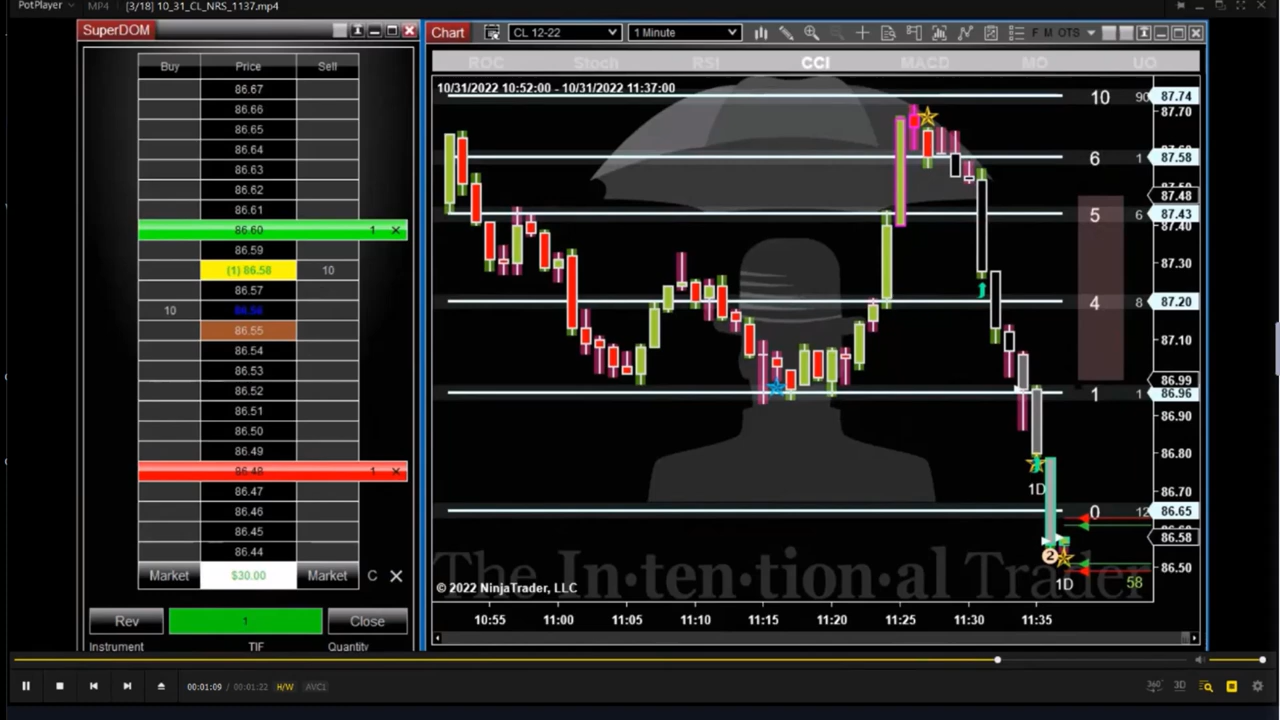 PotPlayer MP4 [3/18] 10_31_CL_NRS_1137.mp4
SuperDOM
Buy Price Sell
86.67
86.66
86.65
86.64
86.63
86.62
86.61
86.60 1 ×
86.59
(1) 86.58 10
86.57
10 86.56
86.55
86.54
86.53
86.52
86.51
86.50
86.49
86.48 1 ×
86.47
86.46
86.45
86.44
Market $30.00 Market C X
Rev 1 Close
Instrument TIF Quantity
Chart CL 12-22 1 Minute F M OTS
ROC Stoch RSI CCI MACD MO UO
10/31/2022 10:52:00 - 10/31/2022 11:37:00
10 90 87.74
87.70
6 1 87.58
87.50
87.48
5 6 87.43
87.40
87.30
4 8 87.20
87.10
86.99
1 1 86.96
86.90
86.80
1D
86.70
0 12 86.65
86.60
86.58
2
86.50
The In·ten·tion·al Trader
© 2022 NinjaTrader, LLC
1D 58
10:55 11:00 11:05 11:10 11:15 11:20 11:25 11:30 11:35
00:01:09 / 00:01:22 H/W AVC1
360° 3D